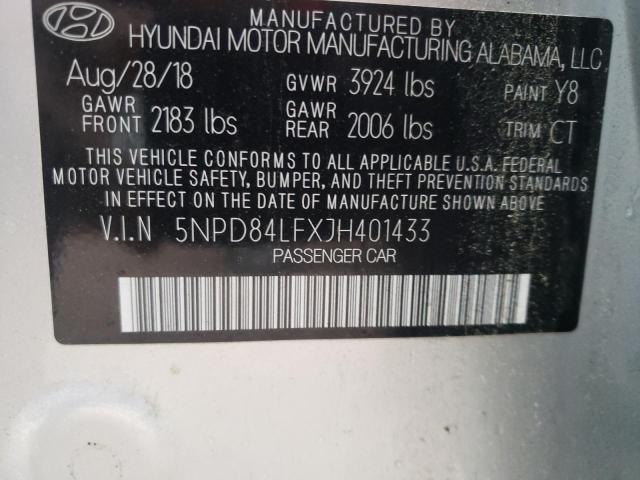 MANUFACTURED BY
HYUNDAI MOTOR MANUFACTURING ALABAMA, LLC
Aug/28/18 GVWR 3924 lbs PAINT Y8
GAWR FRONT 2183 lbs GAWR REAR 2006 lbs TRIM CT
THIS VEHICLE CONFORMS TO ALL APPLICABLE U.S.A. FEDERAL
MOTOR VEHICLE SAFETY, BUMPER, AND THEFT PREVENTION STANDARDS
IN EFFECT ON THE DATE OF MANUFACTURE SHOWN ABOVE.
V.I.N 5NPD84LFXJH401433
PASSENGER CAR